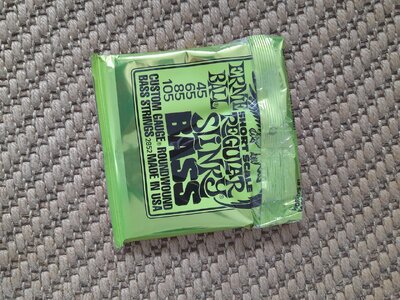 SHORT SCALE
ERNIE BALL
REGULAR SLINKY
BASS
45
65
85
105
CUSTOM GAUGE ROUNDWOUND
BASS STRINGS 2852 MADE IN USA